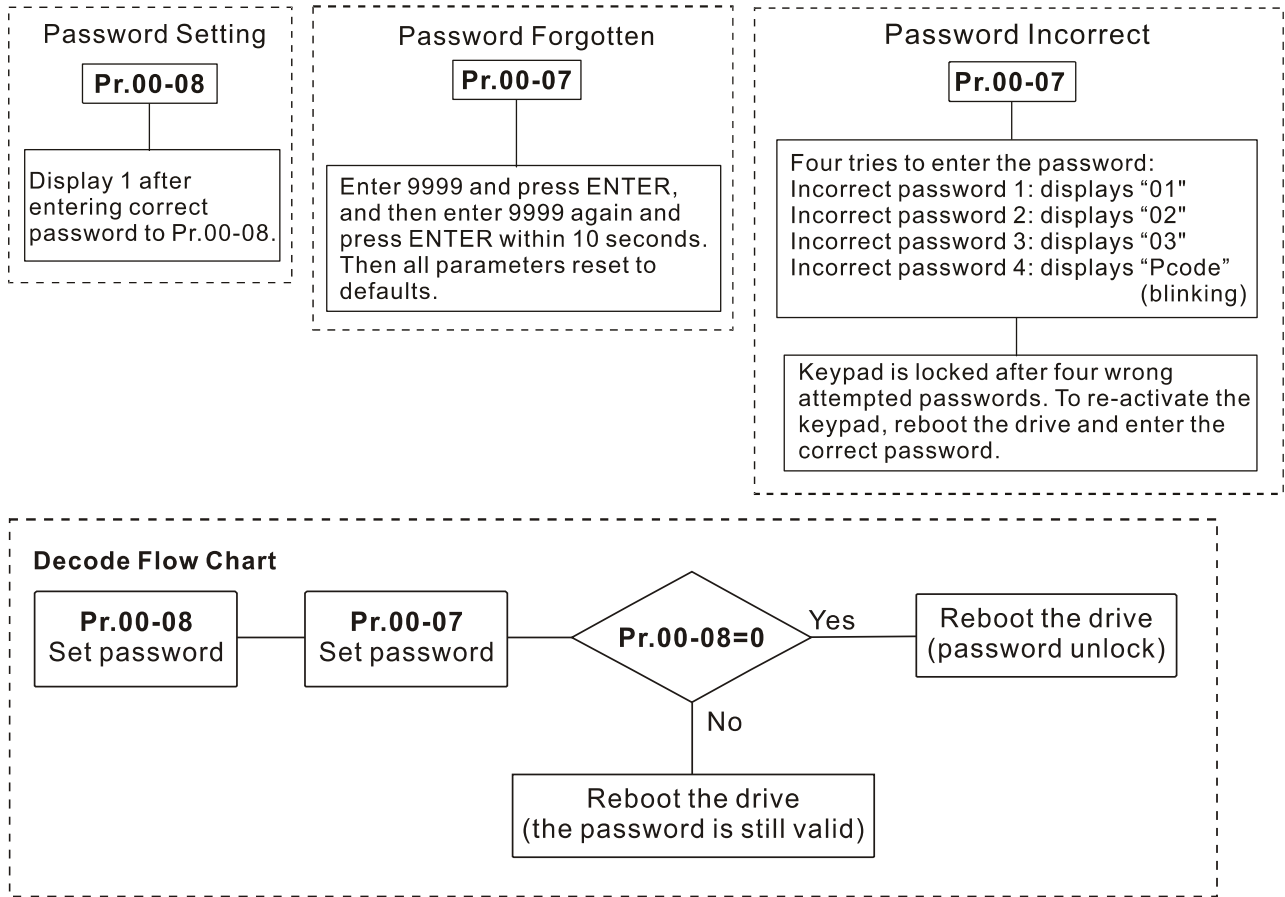 Password Setting
Pr.00-08
Display 1 after
entering correct
password to Pr.00-08.
Password Forgotten
Pr.00-07
Enter 9999 and press ENTER,
and then enter 9999 again and
press ENTER within 10 seconds.
Then all parameters reset to
defaults.
Password Incorrect
Pr.00-07
Four tries to enter the password:
Incorrect password 1: displays “01"
Incorrect password 2: displays “02"
Incorrect password 3: displays “03"
Incorrect password 4: displays “Pcode”
(blinking)
Keypad is locked after four wrong
attempted passwords. To re-activate the
keypad, reboot the drive and enter the
correct password.
Decode Flow Chart
Pr.00-08
Set password
Pr.00-07
Set password
Pr.00-08=0
Yes
Reboot the drive
(password unlock)
No
Reboot the drive
(the password is still valid)